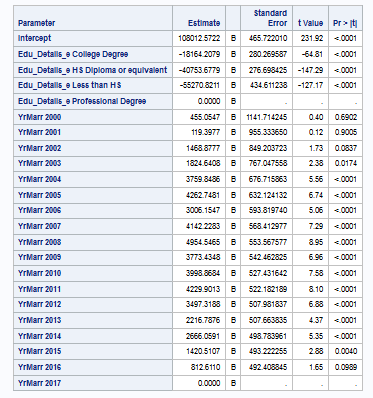 Parameter Estimate Standard Error t Value Pr > |t|
Intercept 108012.5722 B 465.722010 231.92 <.0001
Edu_Details_e College Degree -18164.2079 B 280.269587 -64.81 <.0001
Edu_Details_e HS Diploma or equivalent -40753.6779 B 276.698425 -147.29 <.0001
Edu_Details_e Less than HS -55270.8211 B 434.611238 -127.17 <.0001
Edu_Details_e Professional Degree 0.0000 B . . .
YrMarr 2000 455.0547 B 1141.714245 0.40 0.6902
YrMarr 2001 119.3977 B 955.333650 0.12 0.9005
YrMarr 2002 1468.8777 B 849.203723 1.73 0.0837
YrMarr 2003 1824.6408 B 767.047558 2.38 0.0174
YrMarr 2004 3759.8486 B 676.715863 5.56 <.0001
YrMarr 2005 4262.7481 B 632.124132 6.74 <.0001
YrMarr 2006 3006.1547 B 593.819740 5.06 <.0001
YrMarr 2007 4142.2283 B 568.412977 7.29 <.0001
YrMarr 2008 4954.5465 B 553.567577 8.95 <.0001
YrMarr 2009 3773.4348 B 542.462825 6.96 <.0001
YrMarr 2010 3998.8684 B 527.431642 7.58 <.0001
YrMarr 2011 4229.9013 B 522.182189 8.10 <.0001
YrMarr 2012 3497.3188 B 507.981833 6.88 <.0001
YrMarr 2013 2216.7876 B 507.663835 4.37 <.0001
YrMarr 2014 2666.0591 B 498.783961 5.35 <.0001
YrMarr 2015 1420.5107 B 493.222255 2.88 0.0040
YrMarr 2016 812.6110 B 492.408845 1.65 0.0989
YrMarr 2017 0.0000 B . . .